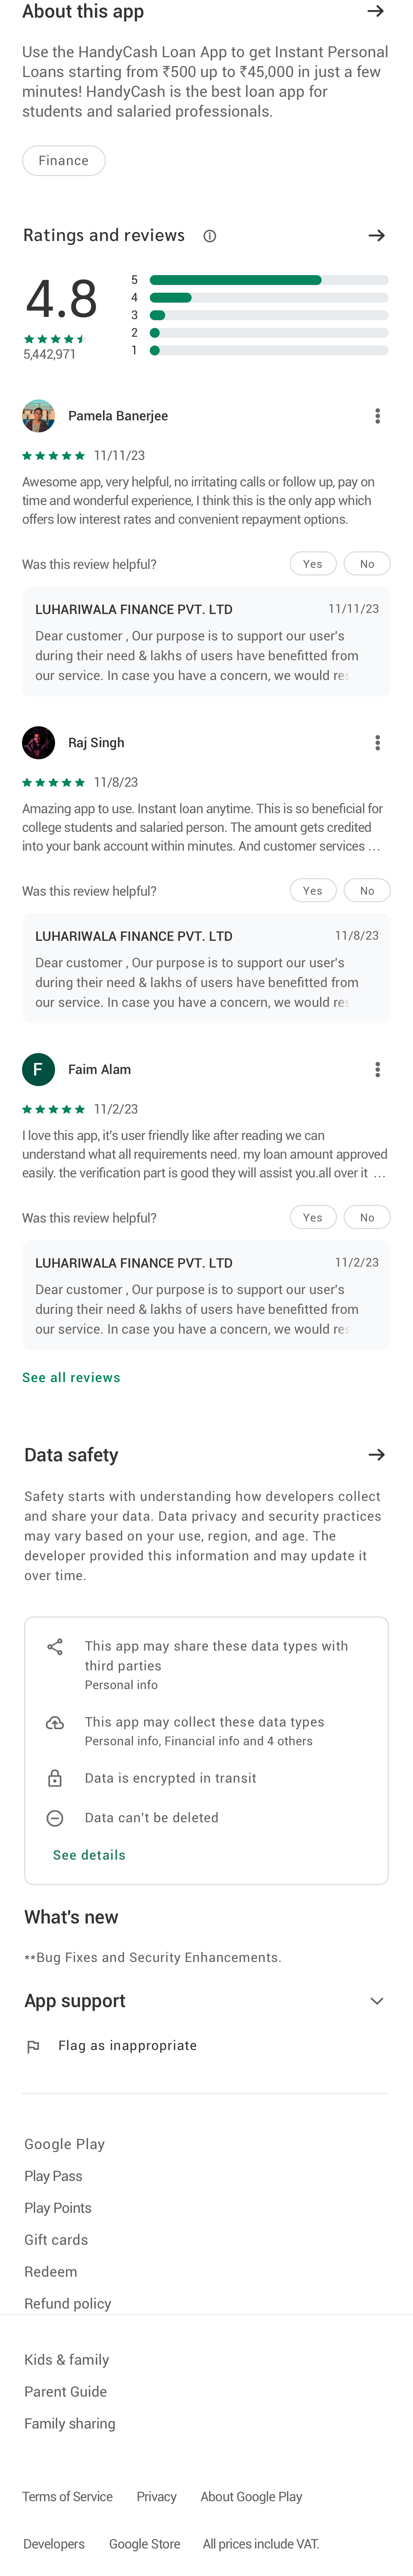 About this app
Use the HandyCash Loan App to get Instant Personal
Loans starting from ₹500 up to ₹45,000 in just a few
minutes! HandyCash is the best loan app for
students and salaried professionals.
Finance
Ratings and reviews
4.8
5,442,971
5
4
3
2
1
Pamela Banerjee
11/11/23
Awesome app, very helpful, no irritating calls or follow up, pay on
time and wonderful experience, I think this is the only app which
offers low interest rates and convenient repayment options.
Was this review helpful? Yes No
LUHARIWALA FINANCE PVT. LTD 11/11/23
Dear customer , Our purpose is to support our user's
during their need & lakhs of users have benefitted from
our service. In case you have a concern, we would res
Raj Singh
11/8/23
Amazing app to use. Instant loan anytime. This is so beneficial for
college students and salaried person. The amount gets credited
into your bank account within minutes. And customer services ...
Was this review helpful? Yes No
LUHARIWALA FINANCE PVT. LTD 11/8/23
Dear customer , Our purpose is to support our user's
during their need & lakhs of users have benefitted from
our service. In case you have a concern, we would res
F
Faim Alam
11/2/23
I love this app, it's user friendly like after reading we can
understand what all requirements need. my loan amount approved
easily. the verification part is good they will assist you.all over it ...
Was this review helpful? Yes No
LUHARIWALA FINANCE PVT. LTD 11/2/23
Dear customer , Our purpose is to support our user's
during their need & lakhs of users have benefitted from
our service. In case you have a concern, we would res
See all reviews
Data safety
Safety starts with understanding how developers collect
and share your data. Data privacy and security practices
may vary based on your use, region, and age. The
developer provided this information and may update it
over time.
This app may share these data types with
third parties
Personal info
This app may collect these data types
Personal info, Financial info and 4 others
Data is encrypted in transit
Data can't be deleted
See details
What's new
**Bug Fixes and Security Enhancements.
App support
Flag as inappropriate
Google Play
Play Pass
Play Points
Gift cards
Redeem
Refund policy
Kids & family
Parent Guide
Family sharing
Terms of Service Privacy About Google Play
Developers Google Store All prices include VAT.